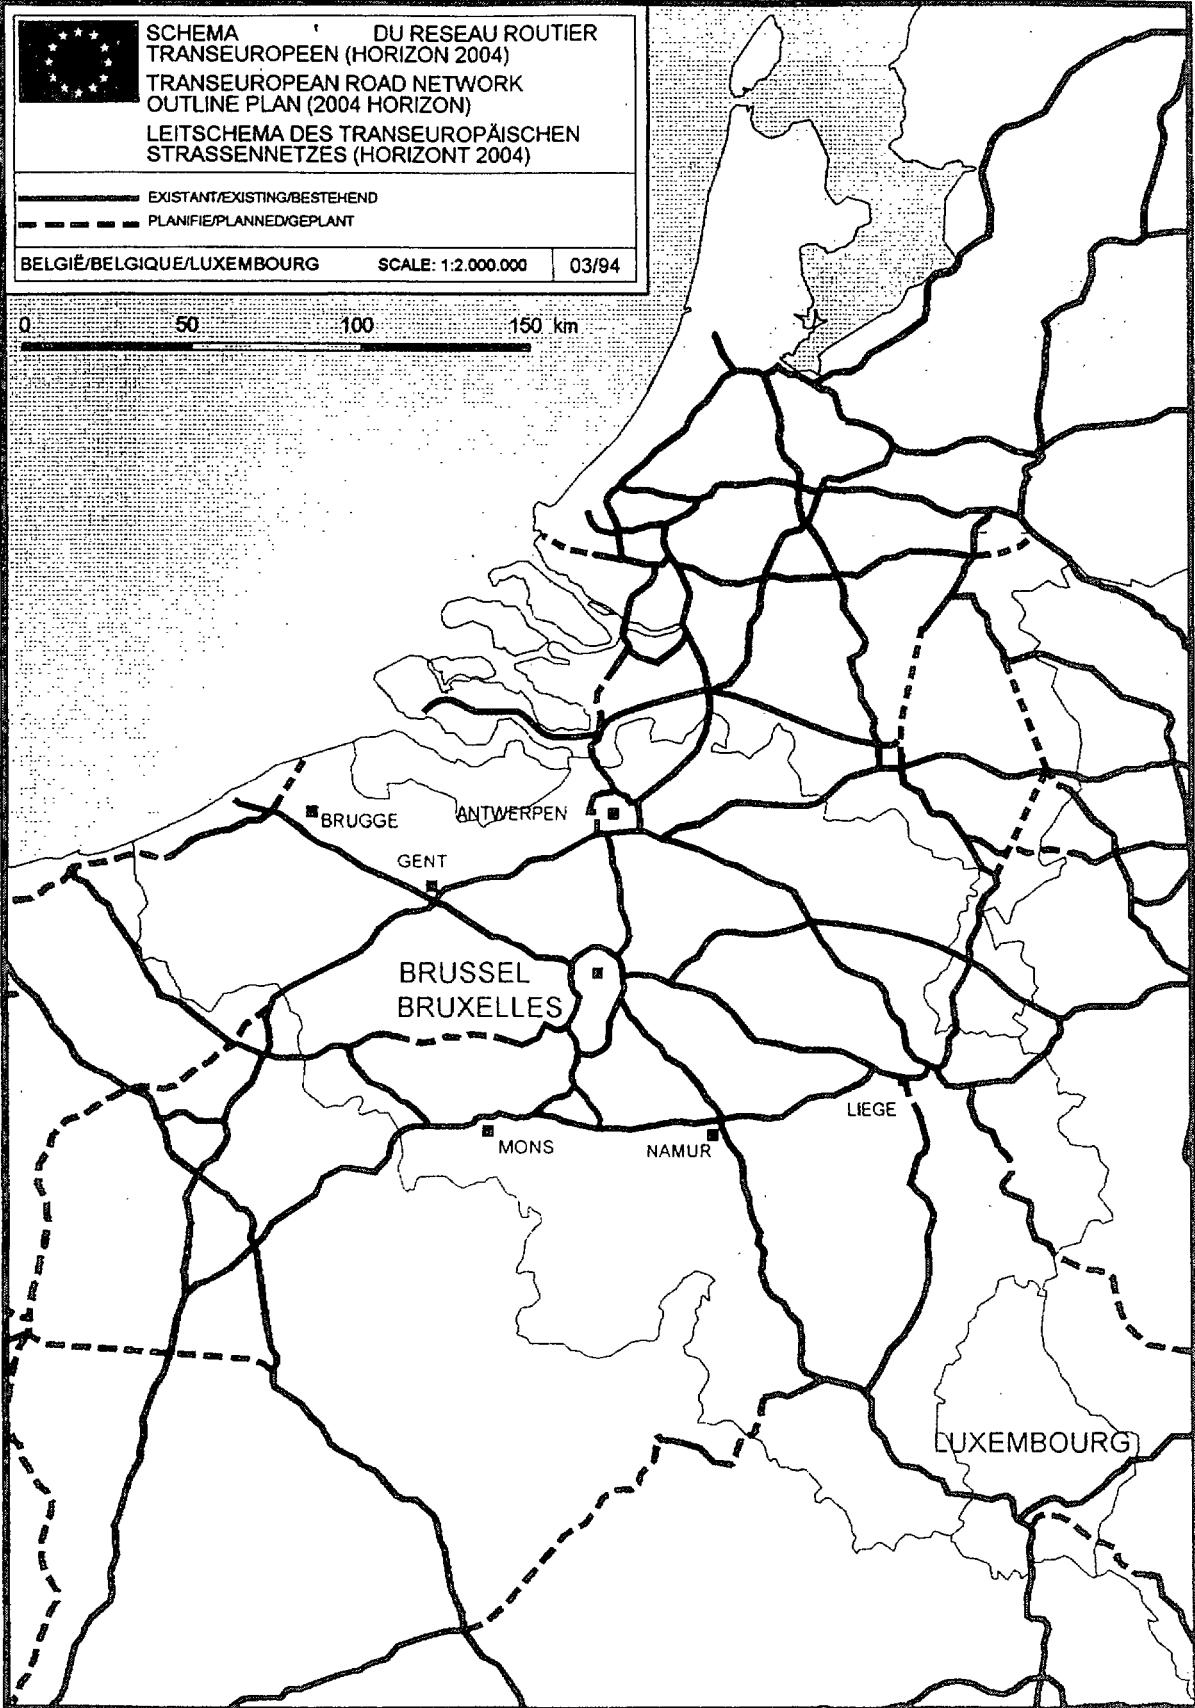 SCHEMA ' DU RESEAU ROUTIER
TRANSEUROPEEN (HORIZON 2004)
TRANSEUROPEAN ROAD NETWORK
OUTLINE PLAN (2004 HORIZON)
LEITSCHEMA DES TRANSEUROPÄISCHEN
STRASSENNETZES (HORIZONT 2004)
EXISTANT/EXISTING/BESTEHEND
PLANIFIE/PLANNED/GEPLANT
BELGIË/BELGIQUE/LUXEMBOURG SCALE: 1:2.000.000 03/94
0 50 100 150 km
BRUGGE
ANTWERPEN
GENT
BRUSSEL
BRUXELLES
LIEGE
MONS
NAMUR
LUXEMBOURG